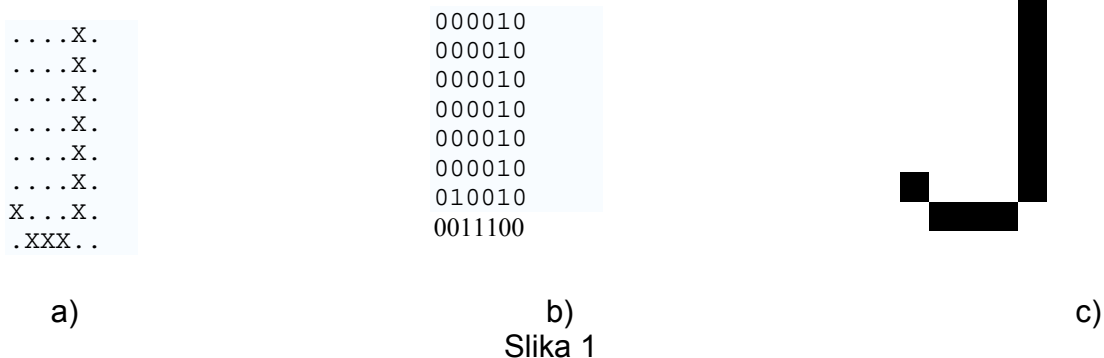 ....X.
....X.
....X.
....X.
....X.
....X.
X...X.
.XXX..
000010
000010
000010
000010
000010
000010
010010
0011100
a) b) c)
Slika 1